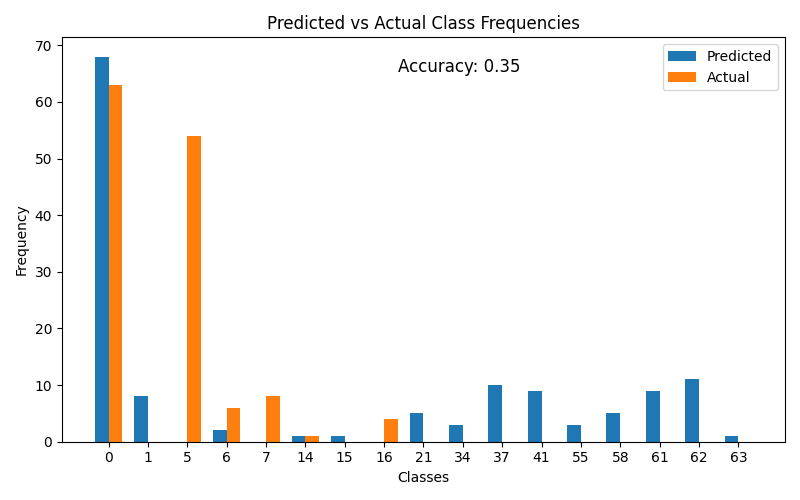 Predicted vs Actual Class Frequencies
Accuracy: 0.35
Predicted
Actual
Frequency
70
60
50
40
30
20
10
0
0 1 5 6 7 14 15 16 21 34 37 41 55 58 61 62 63
Classes